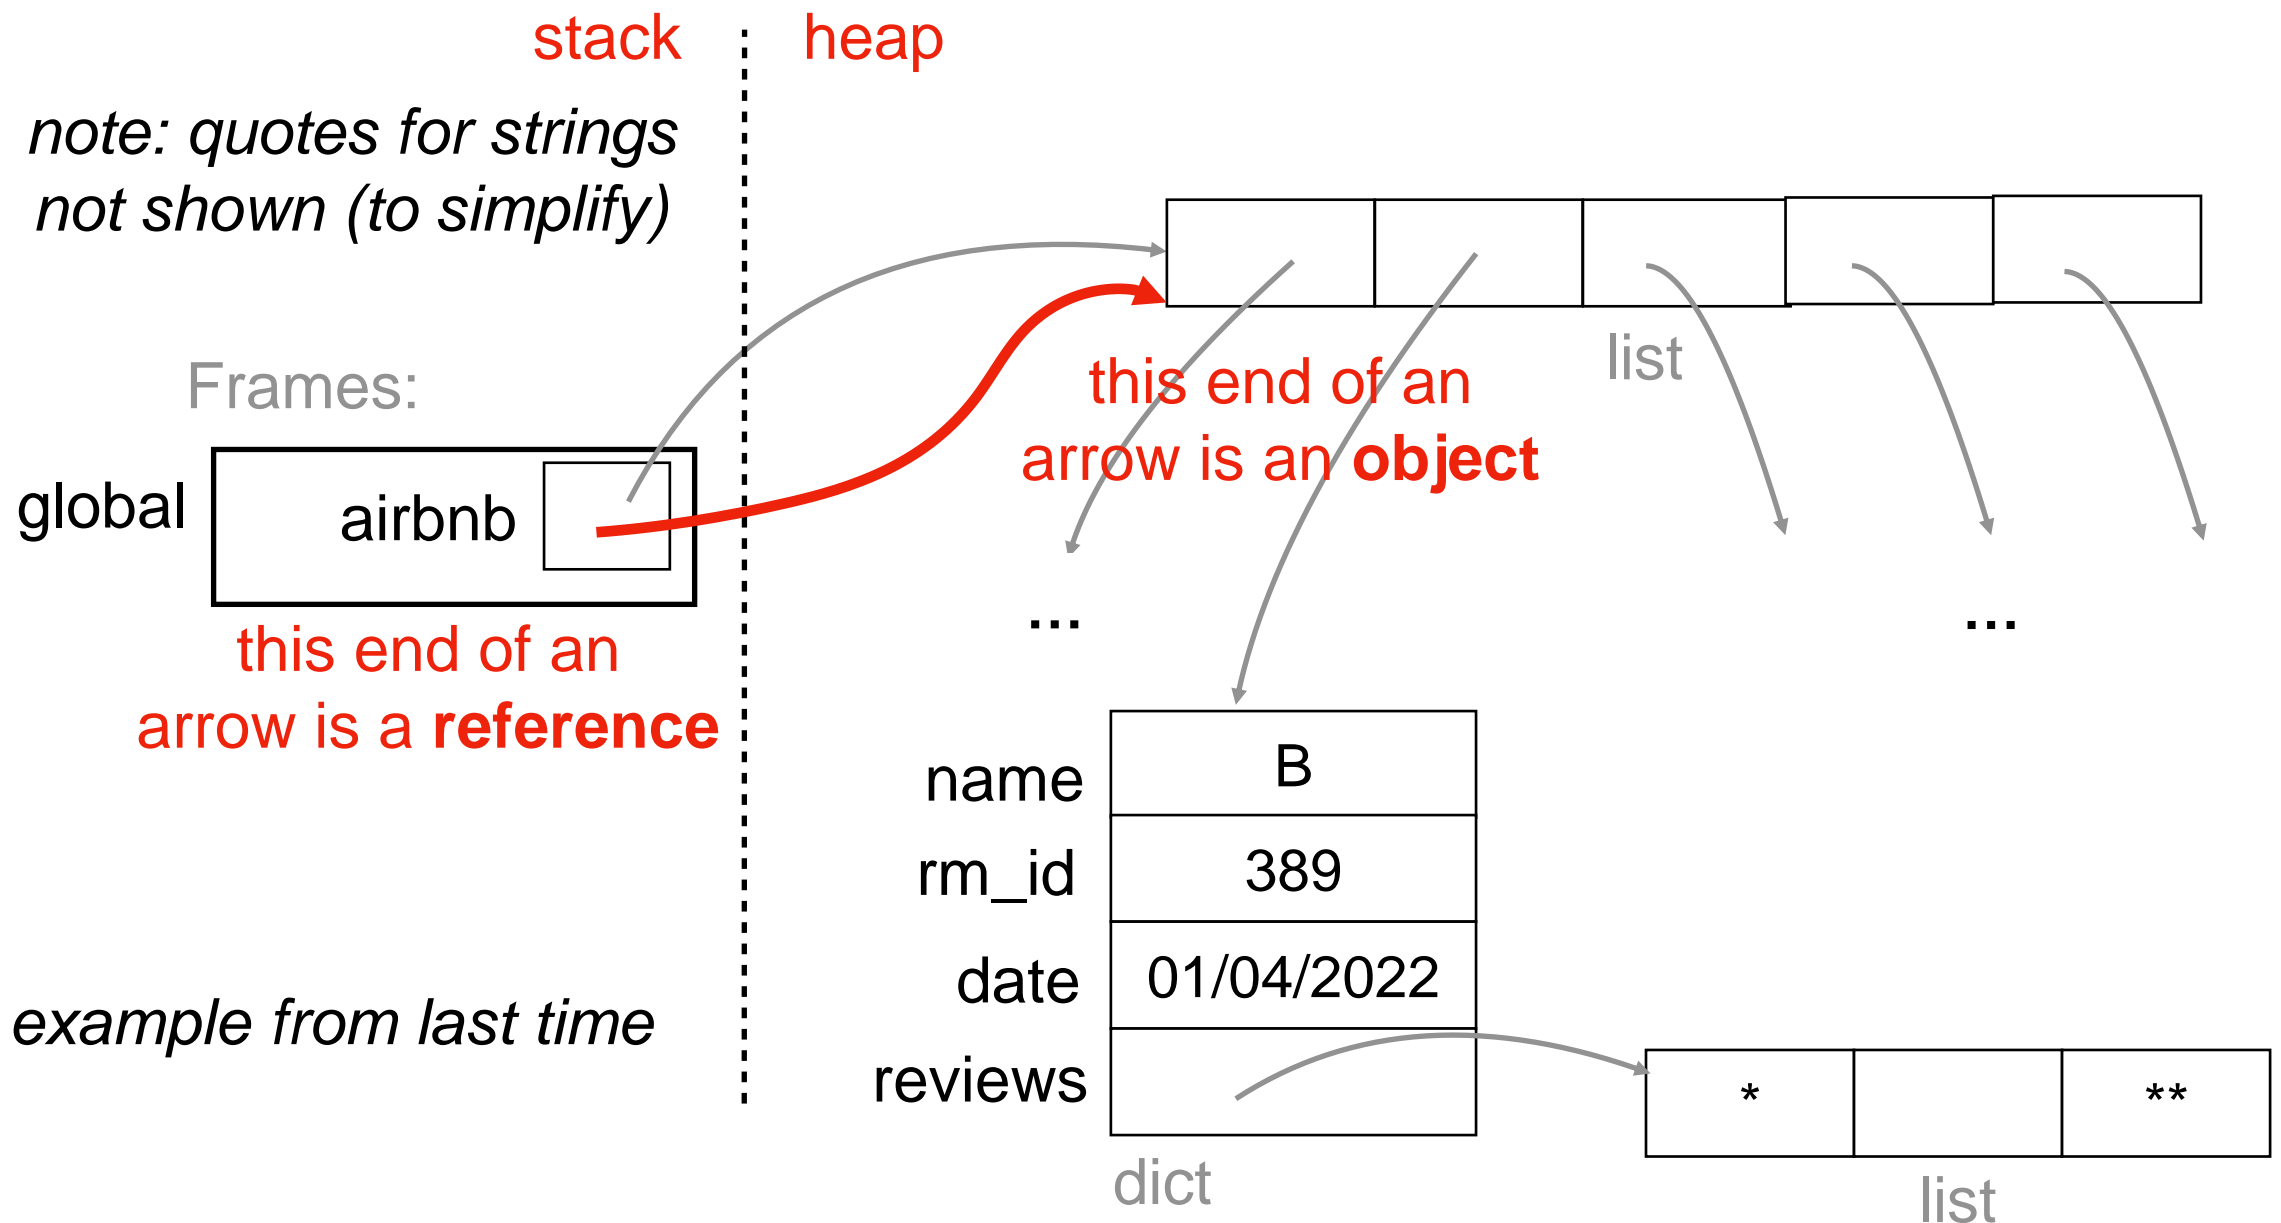 stack
heap
note: quotes for strings
not shown (to simplify)
list
Frames:
this end of an
arrow is an object
global
airbnb
...
...
this end of an
arrow is a reference
name
B
rm_id
389
date
01/04/2022
example from last time
reviews
*
**
dict
list